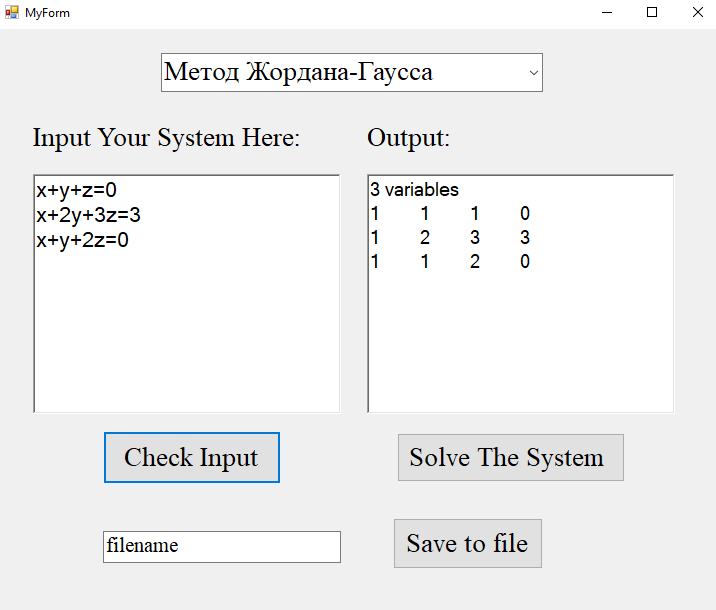 MyForm
Метод Жордана-Гаусса
Input Your System Here:
Output:
x+y+z=0
x+2y+3z=3
x+y+2z=0
3 variables
1 1 1 0
1 2 3 3
1 1 2 0
Check Input
Solve The System
filename
Save to file